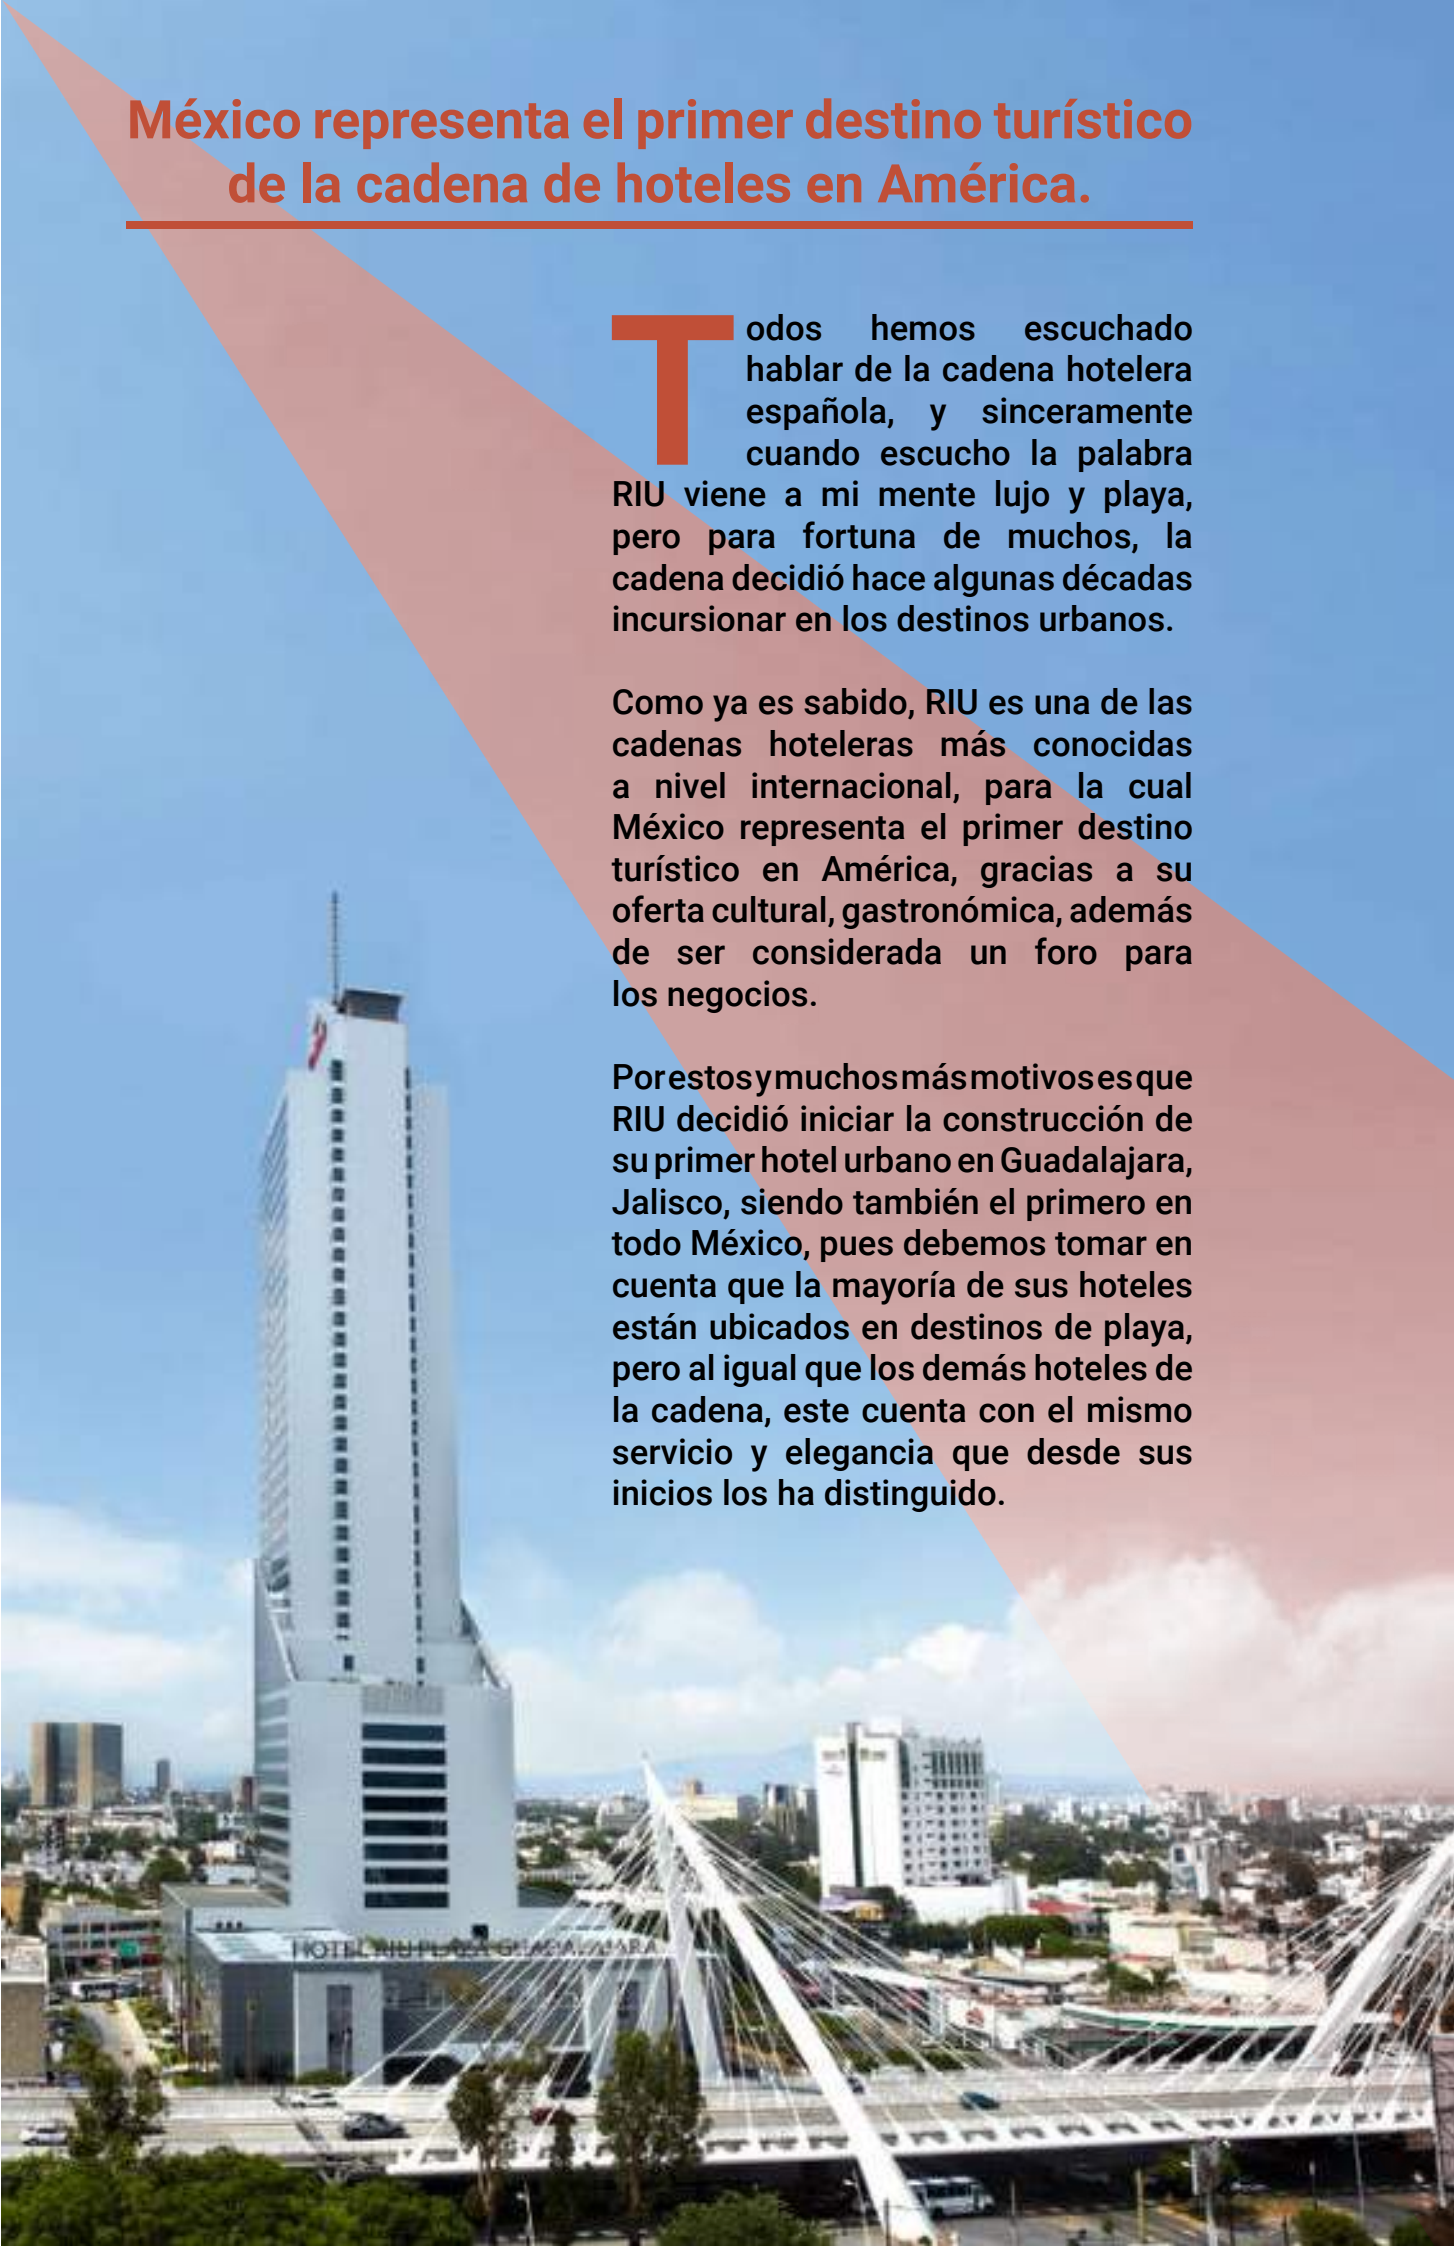 México representa el primer destino turístico
de la cadena de hoteles en América.
Todos hemos escuchado
hablar de la cadena hotelera
española, y sinceramente
cuando escucho la palabra
RIU viene a mi mente lujo y playa,
pero para fortuna de muchos, la
cadena decidió hace algunas décadas
incursionar en los destinos urbanos.
Como ya es sabido, RIU es una de las
cadenas hoteleras más conocidas
a nivel internacional, para la cual
México representa el primer destino
turístico en América, gracias a su
oferta cultural, gastronómica, además
de ser considerada un foro para
los negocios.
Por estos y muchos más motivos es que
RIU decidió iniciar la construcción de
su primer hotel urbano en Guadalajara,
Jalisco, siendo también el primero en
todo México, pues debemos tomar en
cuenta que la mayoría de sus hoteles
están ubicados en destinos de playa,
pero al igual que los demás hoteles de
la cadena, este cuenta con el mismo
servicio y elegancia que desde sus
inicios los ha distinguido.
HOTEL RIU PLAZA GUADALAJARA